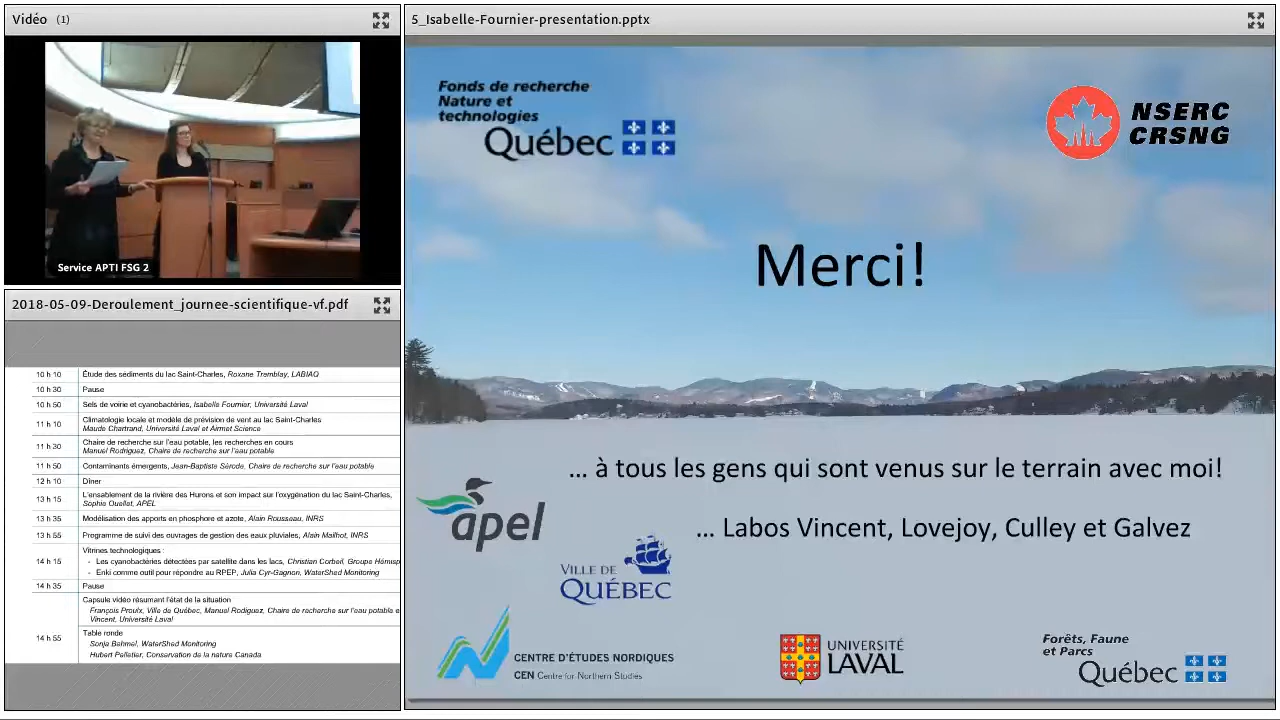 Vidéo (1)
Service APTI FSG 2
2018-05-09-Deroulement_journee-scientifique-vf.pdf
10 h 10 Étude des sédiments du lac Saint-Charles, Roxane Tremblay, LABIAQ
10 h 30 Pause
10 h 50 Sels de voirie et cyanobactéries, Isabelle Fournier, Université Laval
11 h 10 Climatologie locale et modèle de prévision de vent au lac Saint-Charles
Maude Chartrand, Université Laval et Airmet Science
11 h 30 Chaire de recherche sur l'eau potable, les recherches en cours
Manuel Rodriguez, Chaire de recherche sur l'eau potable
11 h 50 Contaminants émergents, Jean-Baptiste Sérodes, Chaire de recherche sur l'eau potable
12 h 10 Dîner
13 h 15 L'ensablement de la rivière des Hurons et son impact sur l'oxygénation du lac Saint-Charles,
Sophie Ouellet, APEL
13 h 35 Modélisation des apports en phosphore et azote, Alain Rousseau, INRS
13 h 55 Programme de suivi des ouvrages de gestion des eaux pluviales, Alain Mailhot, INRS
14 h 15 Vitrines technologiques :
- Les cyanobactéries détectées par satellite dans les lacs, Christian Corbeil, Groupe Hémisp
- Enki comme outil pour répondre au RPEP, Julia Cyr-Gagnon, WaterShed Monitoring
14 h 35 Pause
14 h 55 Capsule vidéo résumant l'état de la situation
François Proulx, Ville de Québec, Manuel Rodiguez, Chaire de recherche sur l'eau potable e
Vincent, Université Laval
Table ronde
Sonja Behmel, WaterShed Monitoring
Hubert Pelletier, Conservation de la nature Canada
5_Isabelle-Fournier-presentation.pptx
Fonds de recherche
Nature et
technologies
Québec
NSERC
CRSNG
Merci!
... à tous les gens qui sont venus sur le terrain avec moi!
... Labos Vincent, Lovejoy, Culley et Galvez
apel
VILLE DE
QUÉBEC
CENTRE D'ÉTUDES NORDIQUES
CEN Centre for Northern Studies
UNIVERSITÉ
LAVAL
Forêts, Faune
et Parcs
Québec